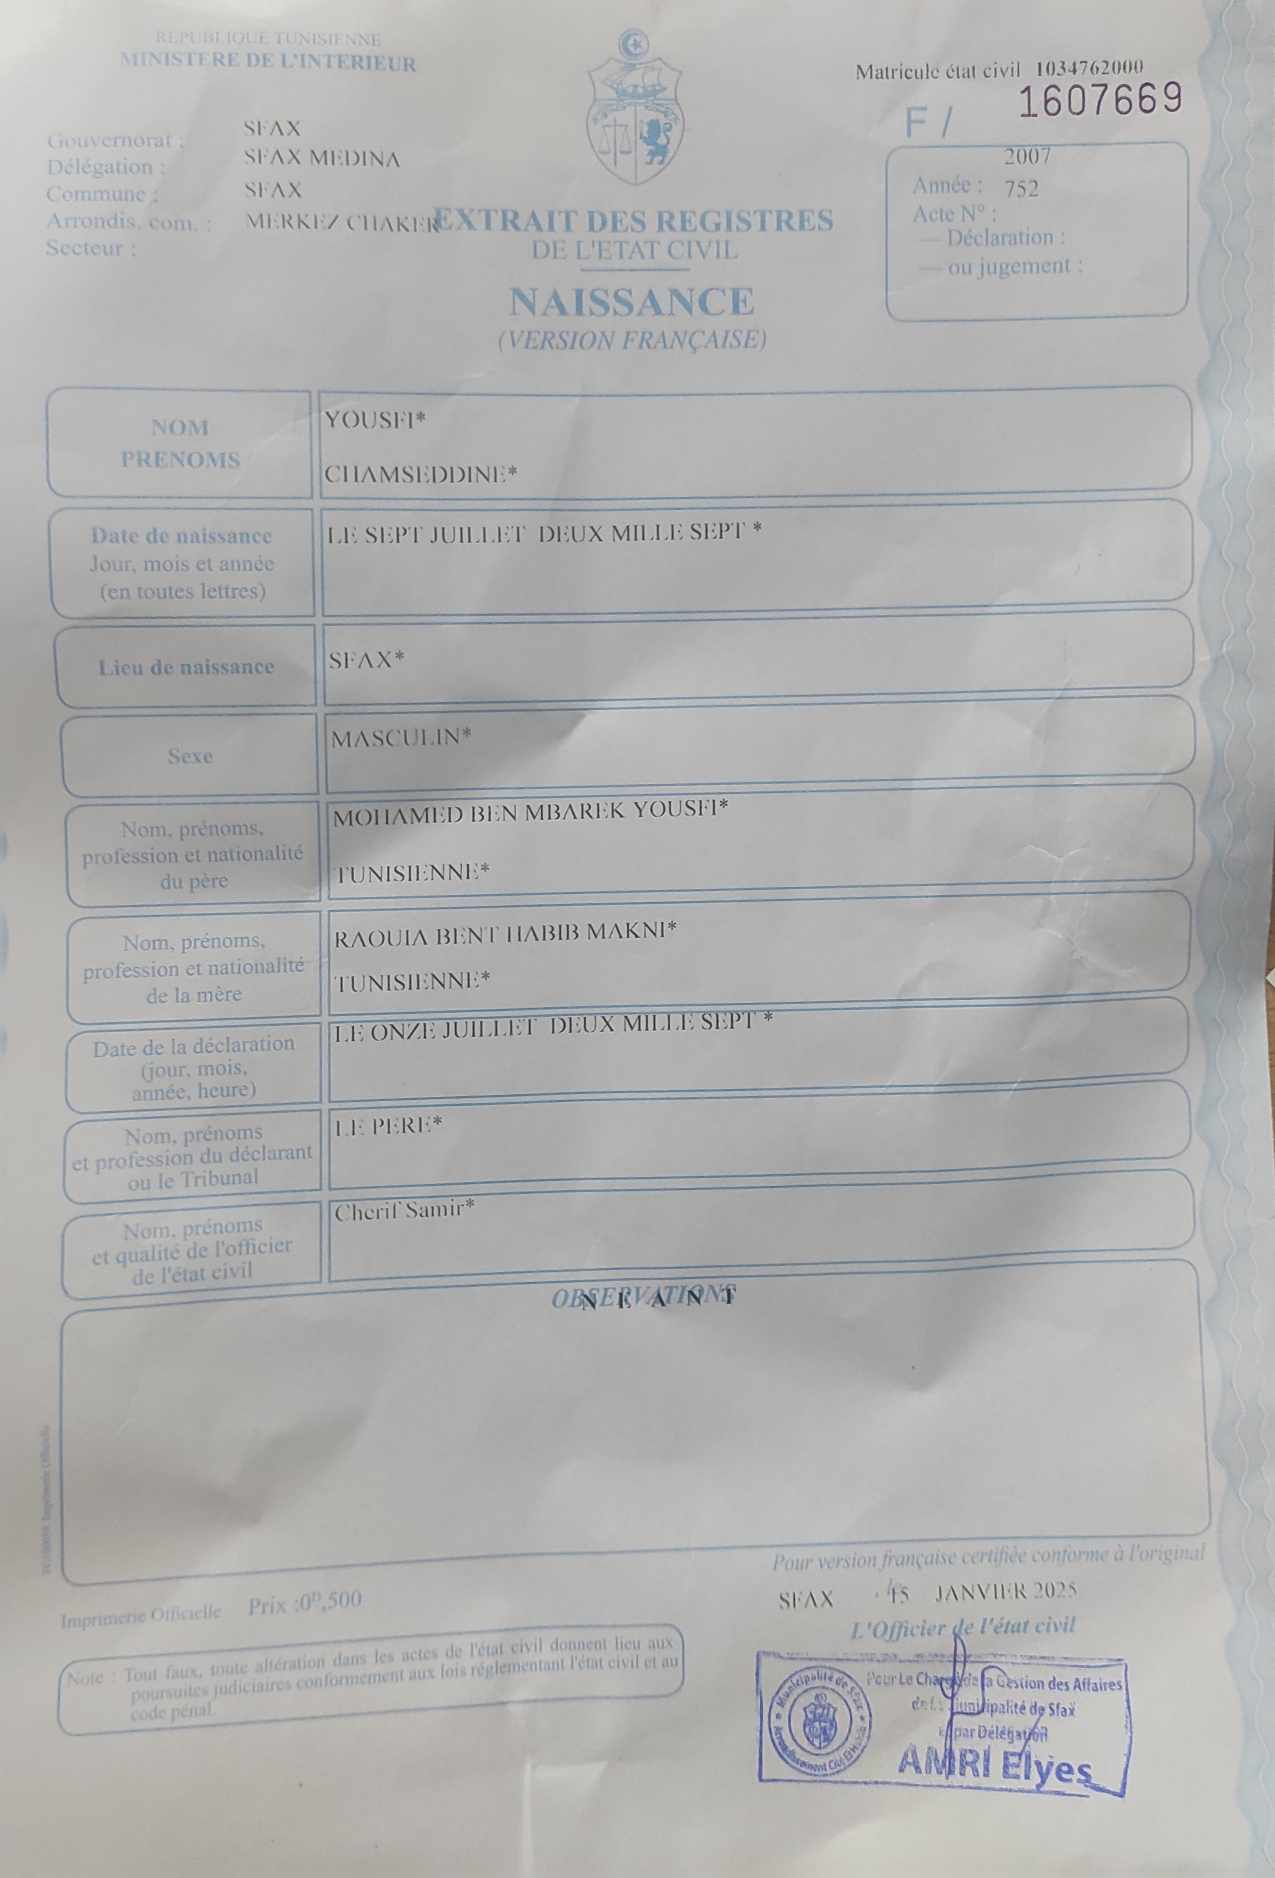 REPUBLIQUE TUNISIENNE
MINISTERE DE L'INTERIEUR
Matricule état civil 1034762000
F / 1607669
Gouvernorat : SFAX
Délégation : SFAX MEDINA
Commune : SFAX
Arrondis. com. : MERKEZ CHAKER
Secteur :
EXTRAIT DES REGISTRES
DE L'ETAT CIVIL
NAISSANCE
(VERSION FRANÇAISE)
2007
Année : 752
Acte N° :
— Déclaration :
— ou jugement :
NOM
PRENOMS
YOUSFI*
CHAMSEDDINE*
Date de naissance
Jour, mois et année
(en toutes lettres)
LE SEPT JUILLET DEUX MILLE SEPT *
Lieu de naissance
SFAX*
Sexe
MASCULIN*
Nom, prénoms,
profession et nationalité
du père
MOHAMED BEN MBAREK YOUSFI*
TUNISIENNE*
Nom, prénoms,
profession et nationalité
de la mère
RAOUIA BENT HABIB MAKNI*
TUNISIENNE*
Date de la déclaration
(jour, mois,
année, heure)
LE ONZE JUILLET DEUX MILLE SEPT *
Nom, prénoms
et profession du déclarant
ou le Tribunal
LE PERE*
Nom, prénoms
et qualité de l'officier
de l'état civil
Cherif Samir*
OBSERVATIONS
N E A N T
Pour version française certifiée conforme à l'original
SFAX 15 JANVIER 2025
L'Officier de l'état civil
Imprimerie Officielle Prix :0ᴰ,500
Note : Tout faux, toute altération dans les actes de l'état civil donnent lieu aux
poursuites judiciaires conformement aux lois réglementant l'état civil et au
code pénal.
Municipalité de Sfax
Pour Le Chargé de la Gestion des Affaires
de la Municipalité de Sfax
par Délégation
AMRI Elyes